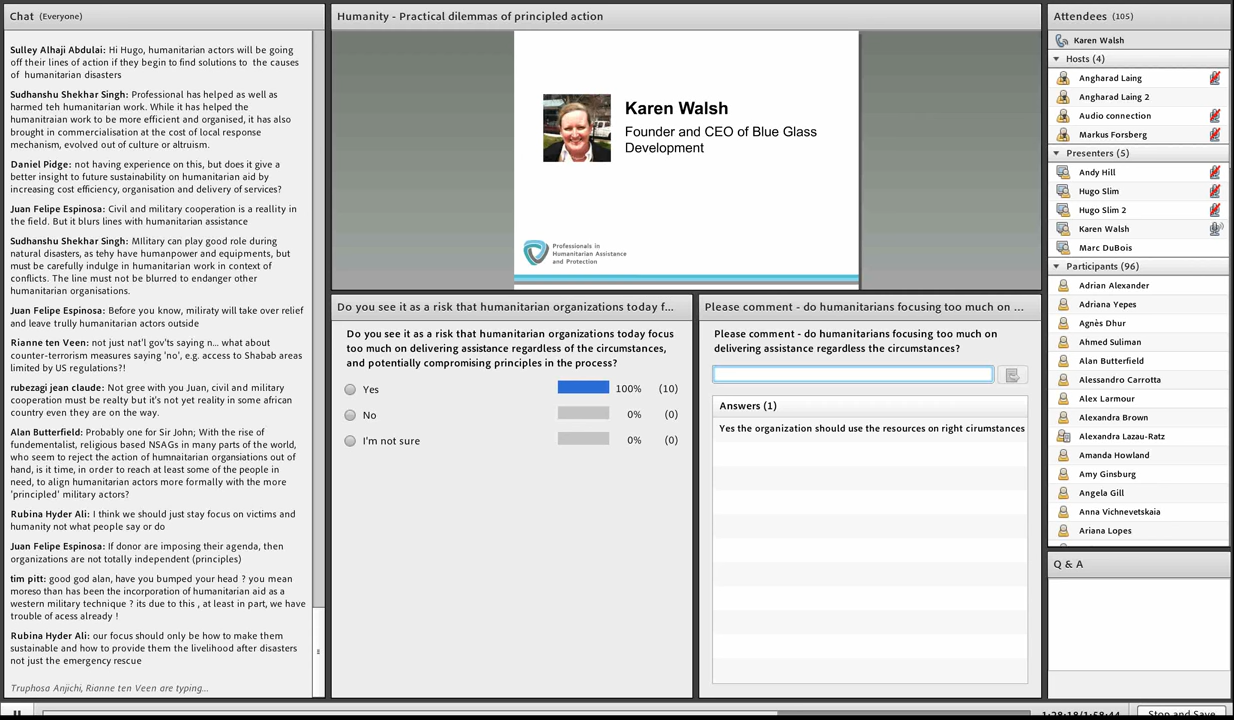 Chat (Everyone)
Sulley Alhaji Abdulai: Hi Hugo, humanitarian actors will be going
off their lines of action if they begin to find solutions to the causes
of humanitarian disasters
Sudhanshu Shekhar Singh: Professional has helped as well as
harmed teh humanitarian work. While it has helped the
humanitraian work to be more efficient and organised, it has also
brought in commercialisation at the cost of local response
mechanism, evolved out of culture or altruism.
Daniel Pidge: not having experience on this, but does it give a
better insight to future sustainability on humanitarian aid by
increasing cost efficiency, organisation and delivery of services?
Juan Felipe Espinosa: Civil and military cooperation is a reallity in
the field. But it blurs lines with humanitarian assistance
Sudhanshu Shekhar Singh: MIlitary can play good role during
natural disasters, as tehy have humanpower and equipments, but
must be carefully indulge in humanitarian work in context of
conflicts. The line must not be blurred to endanger other
humanitarian organisations.
Juan Felipe Espinosa: Before you know, miliraty will take over relief
and leave trully humanitarian actors outside
Rianne ten Veen: not just nat'l gov'ts saying n... what about
counter-terrorism measures saying 'no', e.g. access to Shabab areas
limited by US regulations?!
rubezagi jean claude: Not gree with you Juan, civil and military
cooperation must be realty but it's not yet reality in some african
country even they are on the way.
Alan Butterfield: Probably one for Sir John; With the rise of
fundementalist, religious based NSAGs in many parts of the world,
who seem to reject the action of humnaitarian organsiations out of
hand, is it time, in order to reach at least some of the people in
need, to align humanitarian actors more formally with the more
'principled' military actors?
Rubina Hyder Ali: I think we should just stay focus on victims and
humanity not what people say or do
Juan Felipe Espinosa: If donor are imposing their agenda, then
organizations are not totally independent (principles)
tim pitt: good god alan, have you bumped your head ? you mean
moreso than has been the incorporation of humanitarian aid as a
western military technique ? its due to this , at least in part, we have
trouble of acess already !
Rubina Hyder Ali: our focus should only be how to make them
sustainable and how to provide them the livelihood after disasters
not just the emergency rescue
Truphosa Anjichi, Rianne ten Veen are typing...
Humanity - Practical dilemmas of principled action
Karen Walsh
Founder and CEO of Blue Glass
Development
Professionals in
Humanitarian Assistance
and Protection
Do you see it as a risk that humanitarian organizations today f...
Do you see it as a risk that humanitarian organizations today focus
too much on delivering assistance regardless of the circumstances,
and potentially compromising principles in the process?
Yes 100% (10)
No 0% (0)
I'm not sure 0% (0)
Please comment - do humanitarians focusing too much on ...
Please comment - do humanitarians focusing too much on
delivering assistance regardless the circumstances?
Answers (1)
Yes the organization should use the resources on right cirumstances
Attendees (105)
Karen Walsh
Hosts (4)
Angharad Laing
Angharad Laing 2
Audio connection
Markus Forsberg
Presenters (5)
Andy Hill
Hugo Slim
Hugo Slim 2
Karen Walsh
Marc DuBois
Participants (96)
Adrian Alexander
Adriana Yepes
Agnès Dhur
Ahmed Suliman
Alan Butterfield
Alessandro Carrotta
Alex Larmour
Alexandra Brown
Alexandra Lazau-Ratz
Amanda Howland
Amy Ginsburg
Angela Gill
Anna Vichnevetskaia
Ariana Lopes
Q & A
1:28:18/1:58:44
Stop and Save